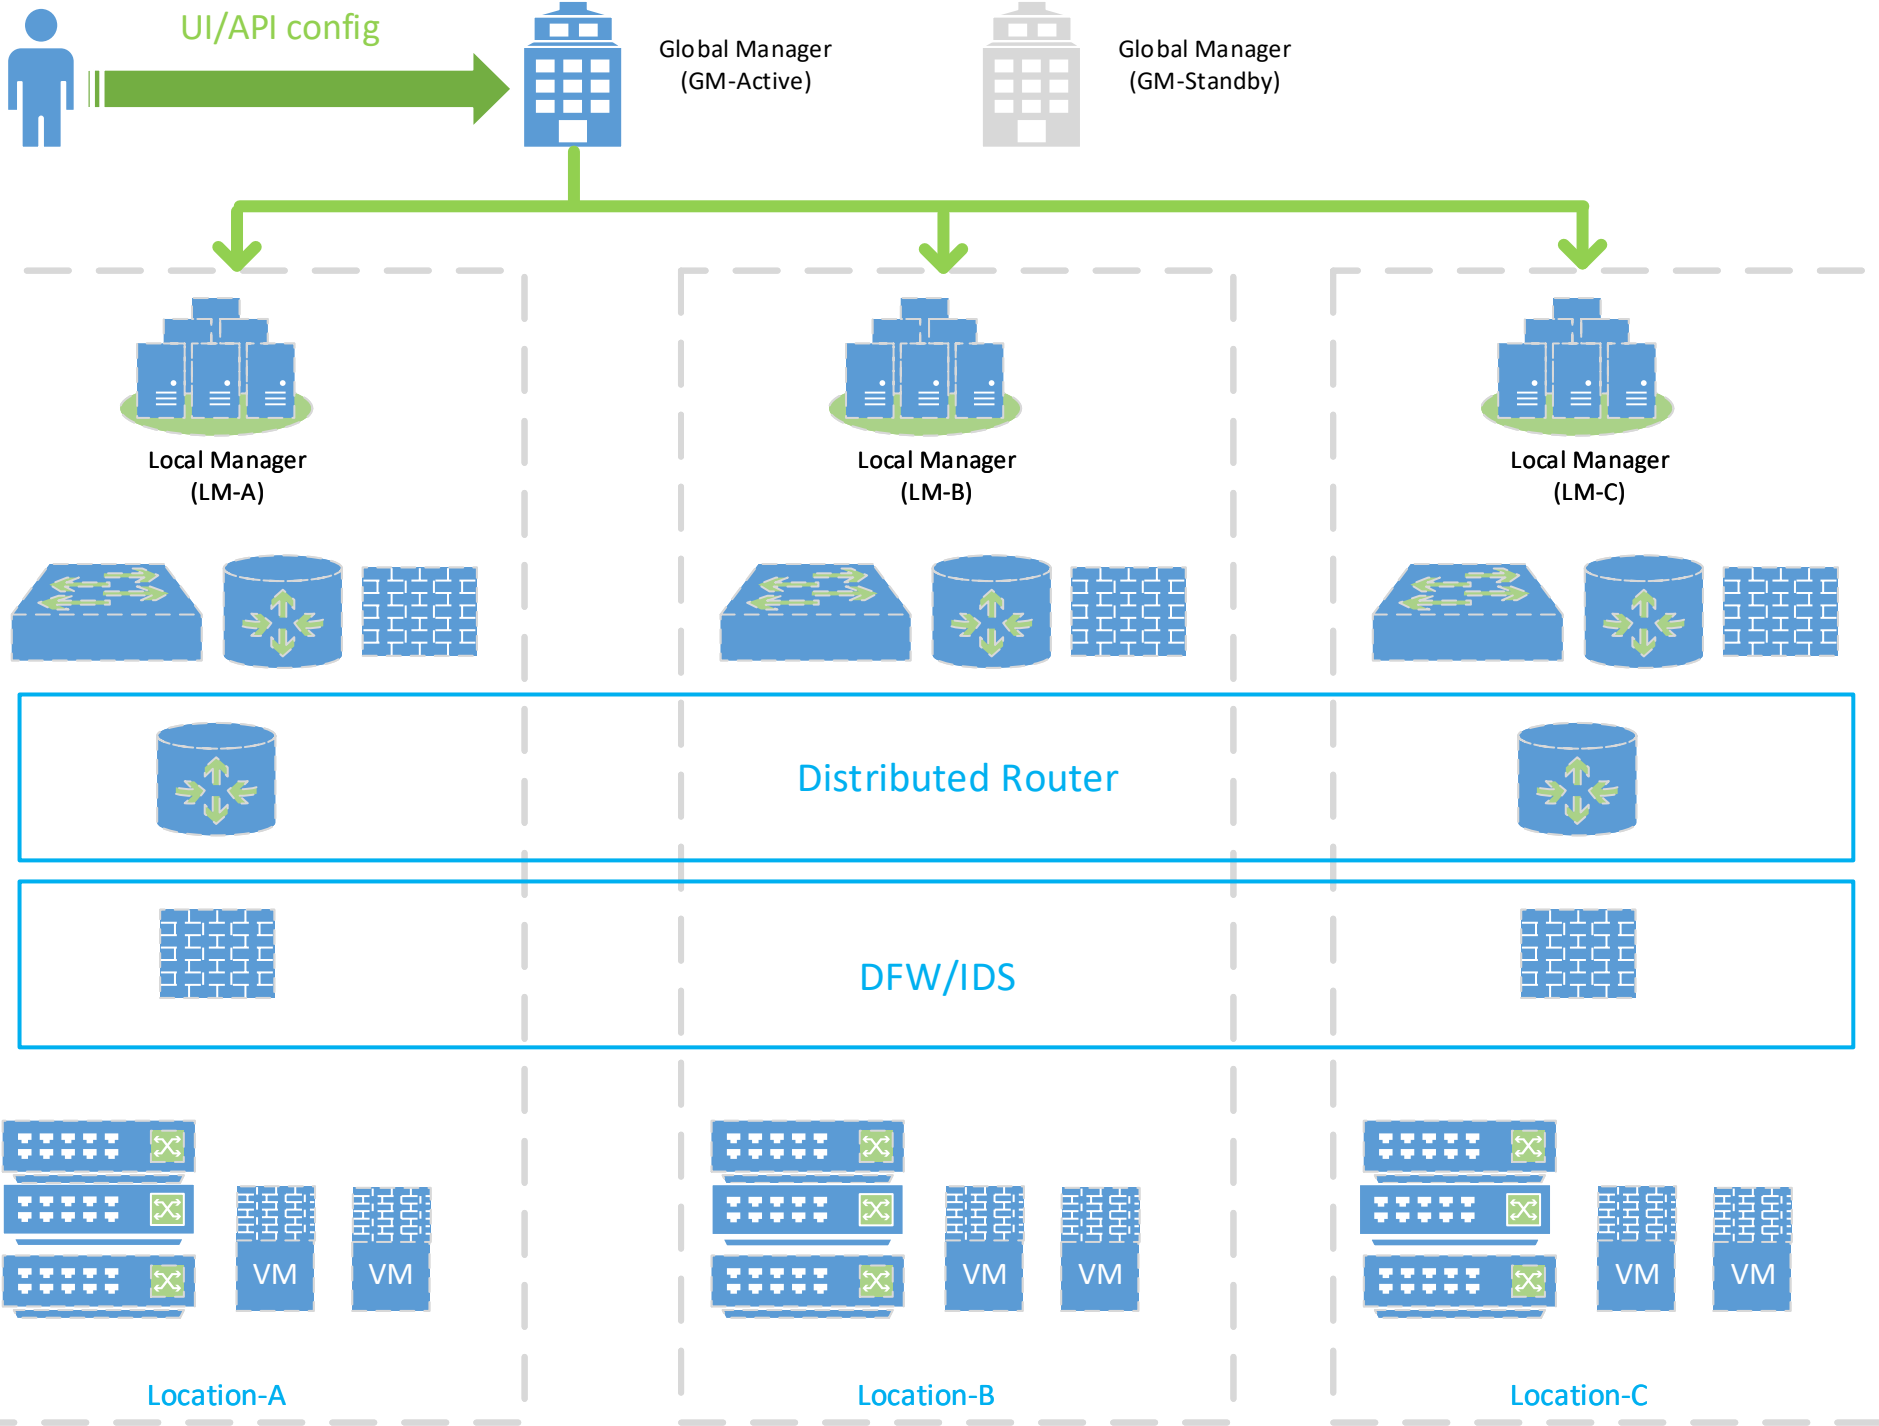 UI/API config
Global Manager
(GM-Active)
Global Manager
(GM-Standby)
Local Manager
(LM-A)
Local Manager
(LM-B)
Local Manager
(LM-C)
Distributed Router
DFW/IDS
VM
VM
VM
VM
VM
VM
Location-A
Location-B
Location-C